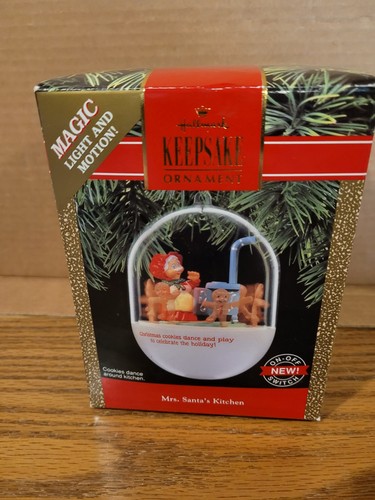 MAGIC
LIGHT AND
MOTION!
Hallmark
KEEPSAKE
ORNAMENT
Christmas cookies dance and play
to celebrate the holiday!
Cookies dance
around kitchen.
ON-OFF
NEW!
SWITCH
Mrs. Santa's Kitchen